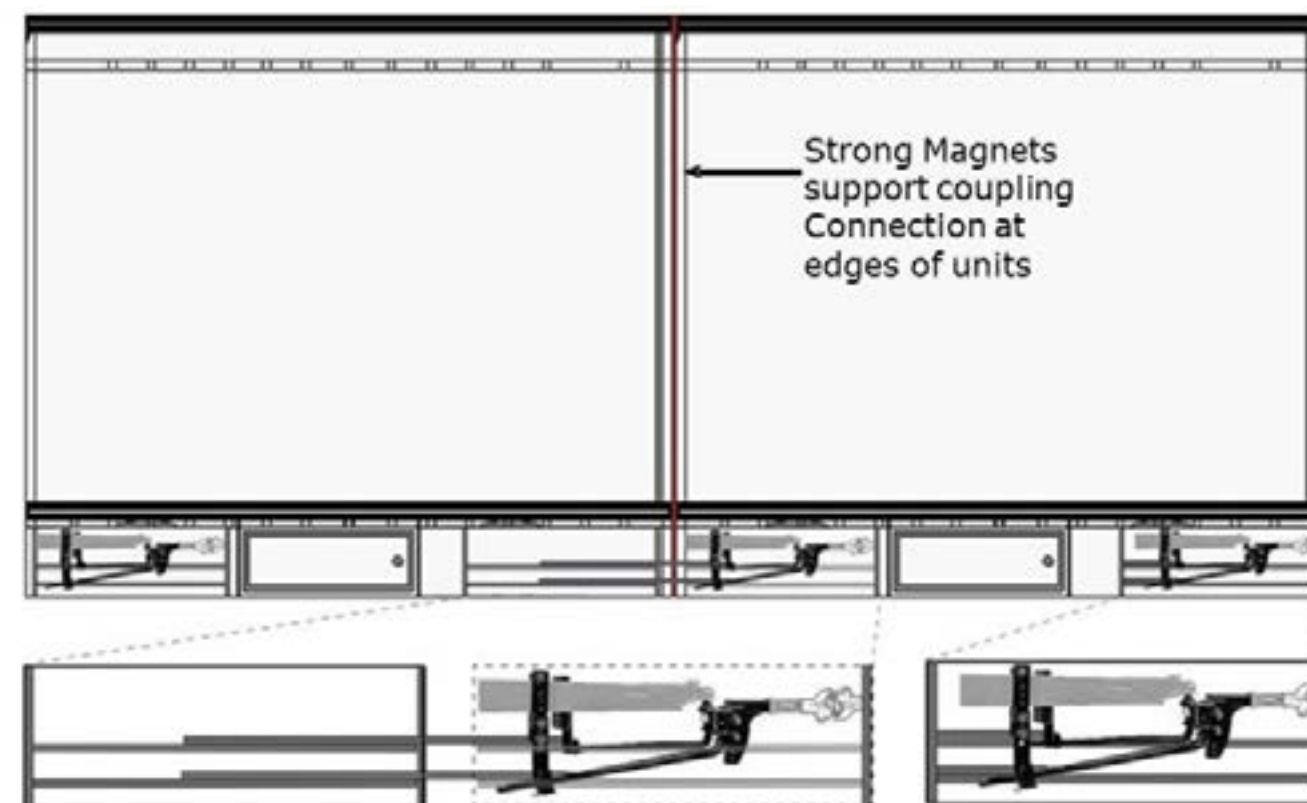 Strong Magnets
support coupling
Connection at
edges of units